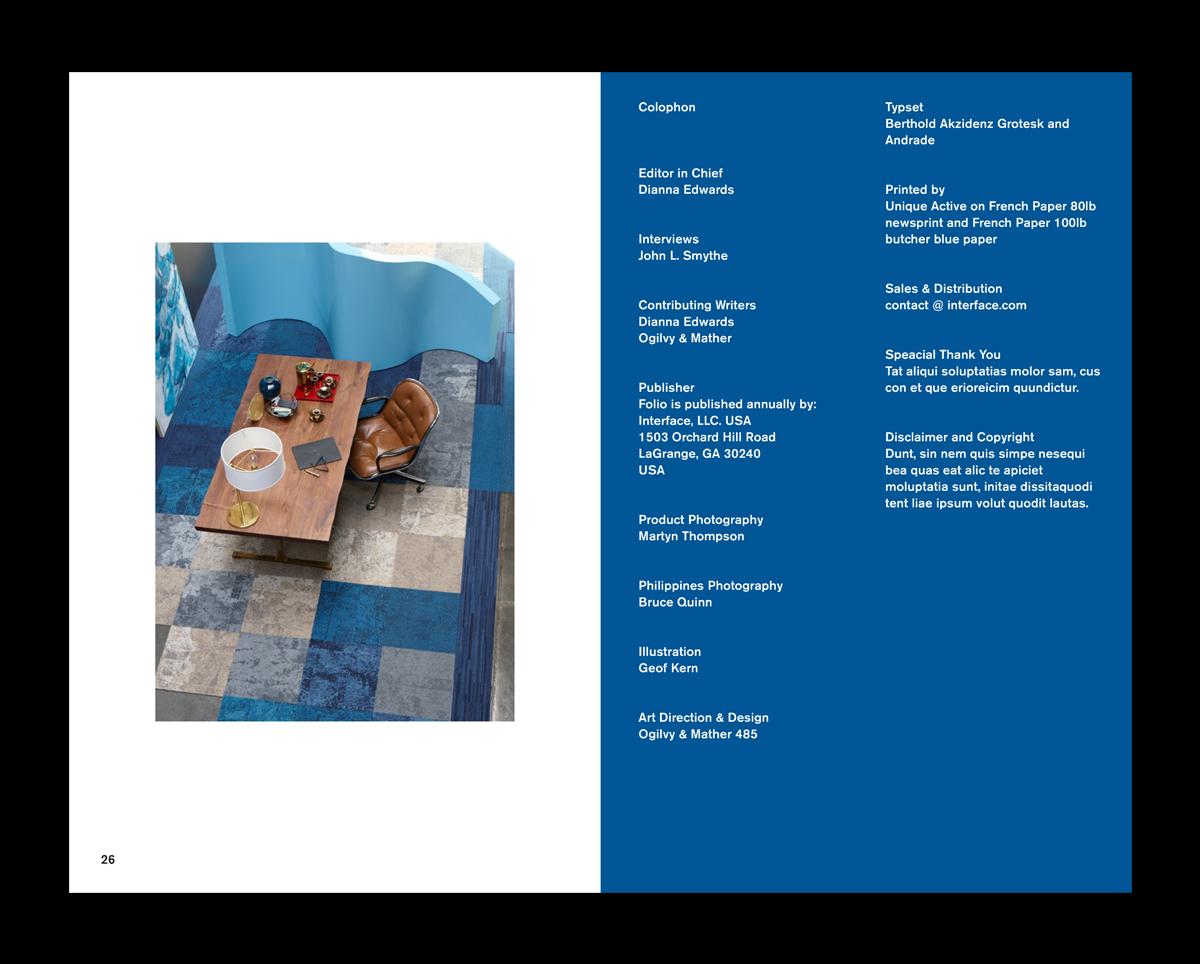 Colophon
Editor in Chief
Dianna Edwards
Interviews
John L. Smythe
Contributing Writers
Dianna Edwards
Ogilvy & Mather
Publisher
Folio is published annually by:
Interface, LLC. USA
1503 Orchard Hill Road
LaGrange, GA 30240
USA
Product Photography
Martyn Thompson
Philippines Photography
Bruce Quinn
Illustration
Geof Kern
Art Direction & Design
Ogilvy & Mather 485
Typset
Berthold Akzidenz Grotesk and
Andrade
Printed by
Unique Active on French Paper 80lb
newsprint and French Paper 100lb
butcher blue paper
Sales & Distribution
contact @ interface.com
Speacial Thank You
Tat aliqui soluptatias molor sam, cus
con et que erioreicim quundictur.
Disclaimer and Copyright
Dunt, sin nem quis simpe nesequi
bea quas eat alic te apiciet
moluptatia sunt, initae dissitaquodi
tent liae ipsum volut quodit lautas.
26